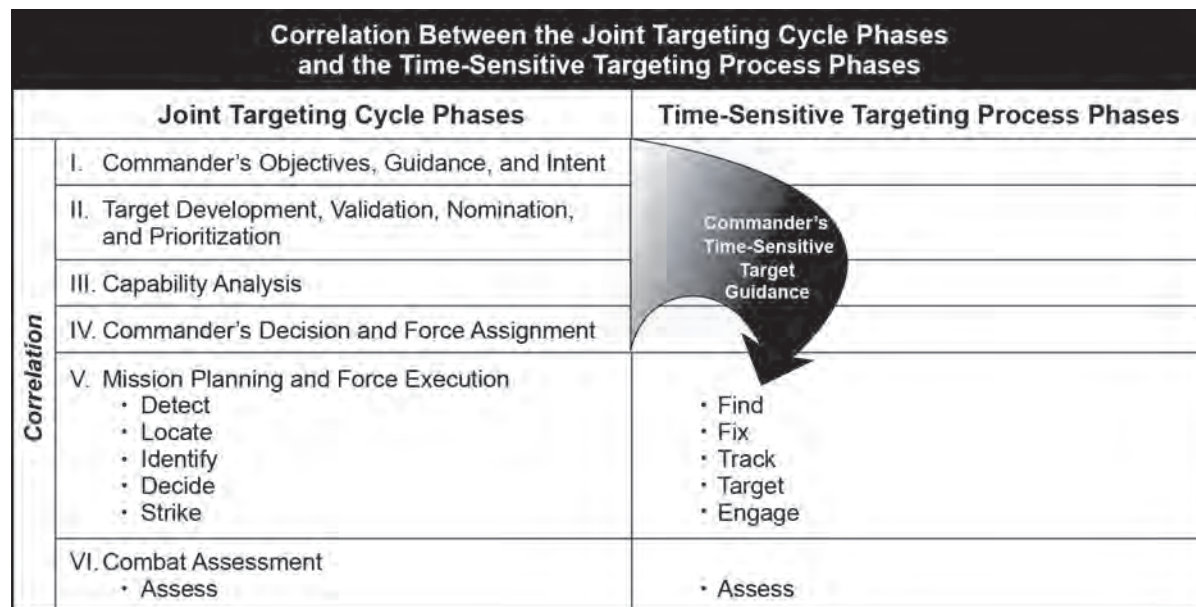 Correlation Between the Joint Targeting Cycle Phases
and the Time-Sensitive Targeting Process Phases
Joint Targeting Cycle Phases
Time-Sensitive Targeting Process Phases
Correlation
I. Commander's Objectives, Guidance, and Intent
II. Target Development, Validation, Nomination,
and Prioritization
III. Capability Analysis
IV. Commander's Decision and Force Assignment
Commander's
Time-Sensitive
Target
Guidance
V. Mission Planning and Force Execution
• Detect
• Locate
• Identify
• Decide
• Strike
• Find
• Fix
• Track
• Target
• Engage
VI. Combat Assessment
• Assess
• Assess